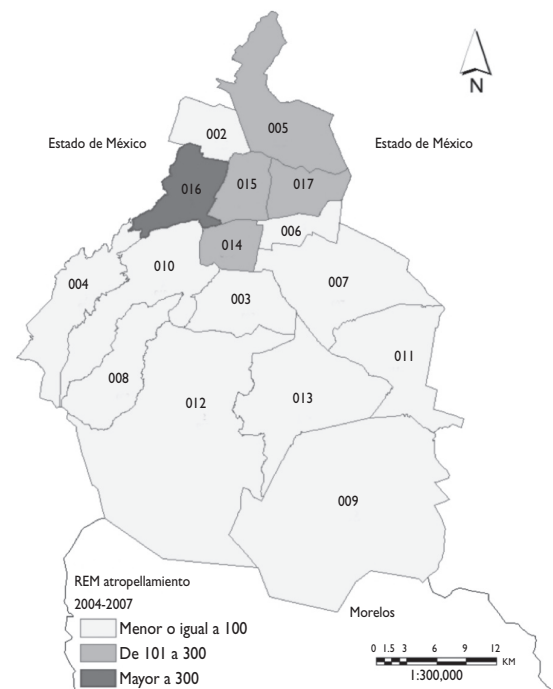 N
002
005
Estado de México
Estado de México
016
015
017
014
006
010
004
007
003
011
008
012
013
009
REM atropellamiento
2004-2007
Menor o igual a 100
De 101 a 300
Mayor a 300
Morelos
0 1.5 3 6 9 12
KM
1:300,000